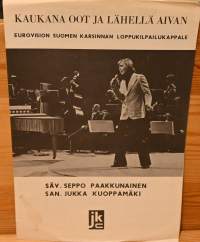 KAUKANA OOT JA LÄHELLÄ AIVAN
EUROVISION SUOMEN KARSINNAN LOPPUKILPAILUKAPPALE
SÄV. SEPPO PAAKKUNAINEN
SAN. JUKKA KUOPPAMÄKI
jk